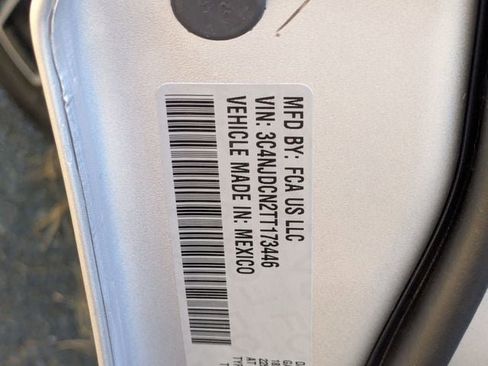 MFD BY: FCA US LLC
VIN: 3C4NJDCN2TT173446
VEHICLE MADE IN: MEXICO